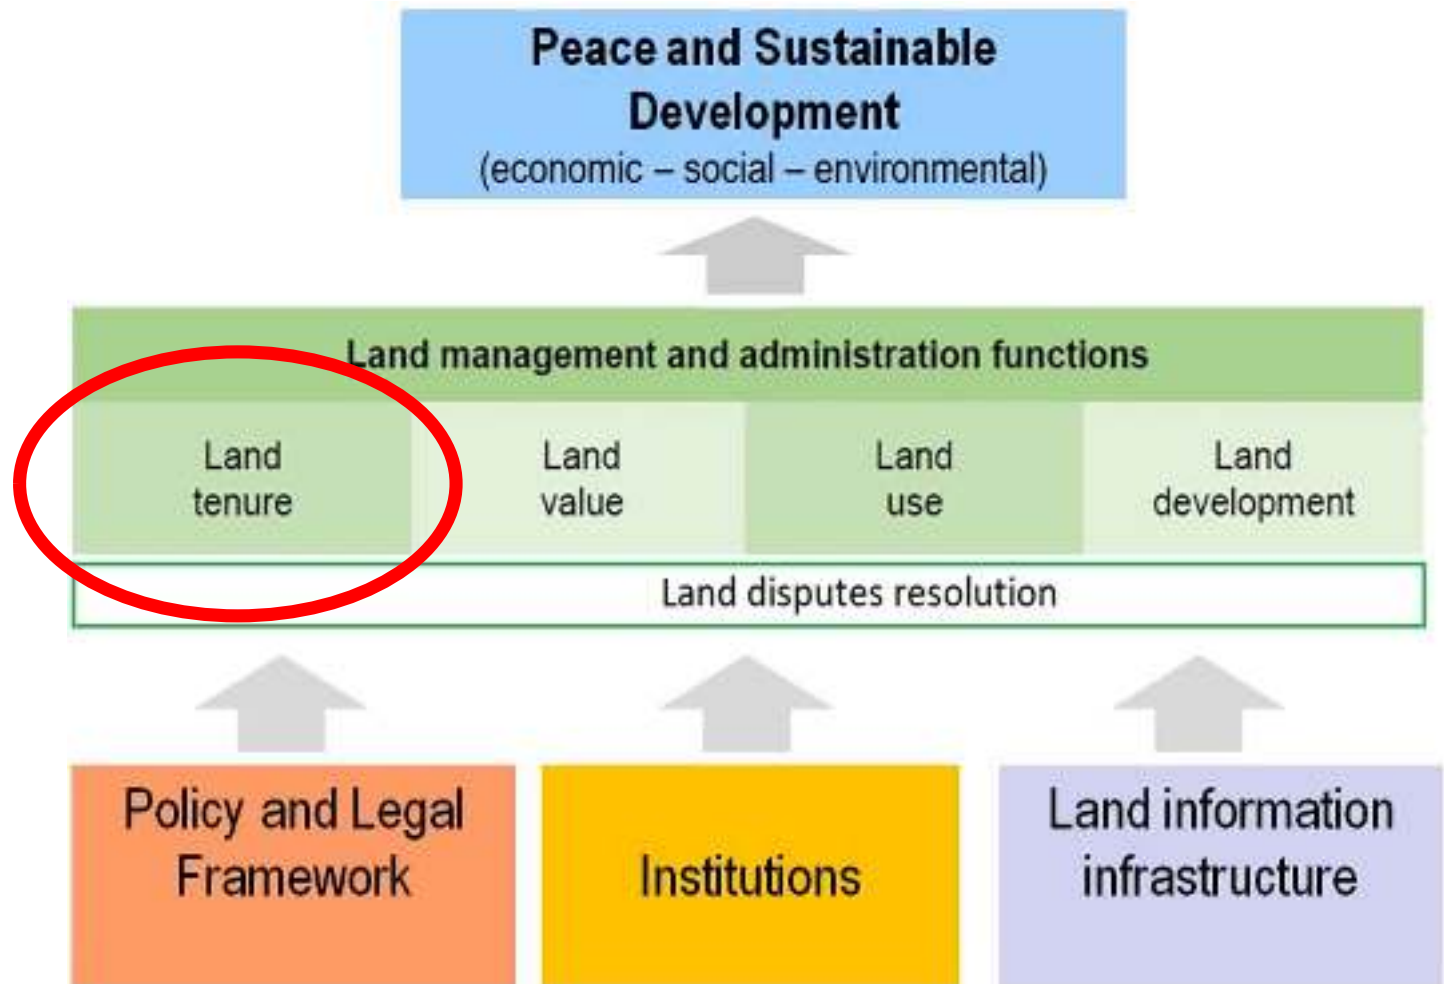 Peace and Sustainable
Development
(economic – social – environmental)
Land management and administration functions
Land
tenure
Land
value
Land
use
Land
development
Land disputes resolution
Policy and Legal
Framework
Institutions
Land information
infrastructure